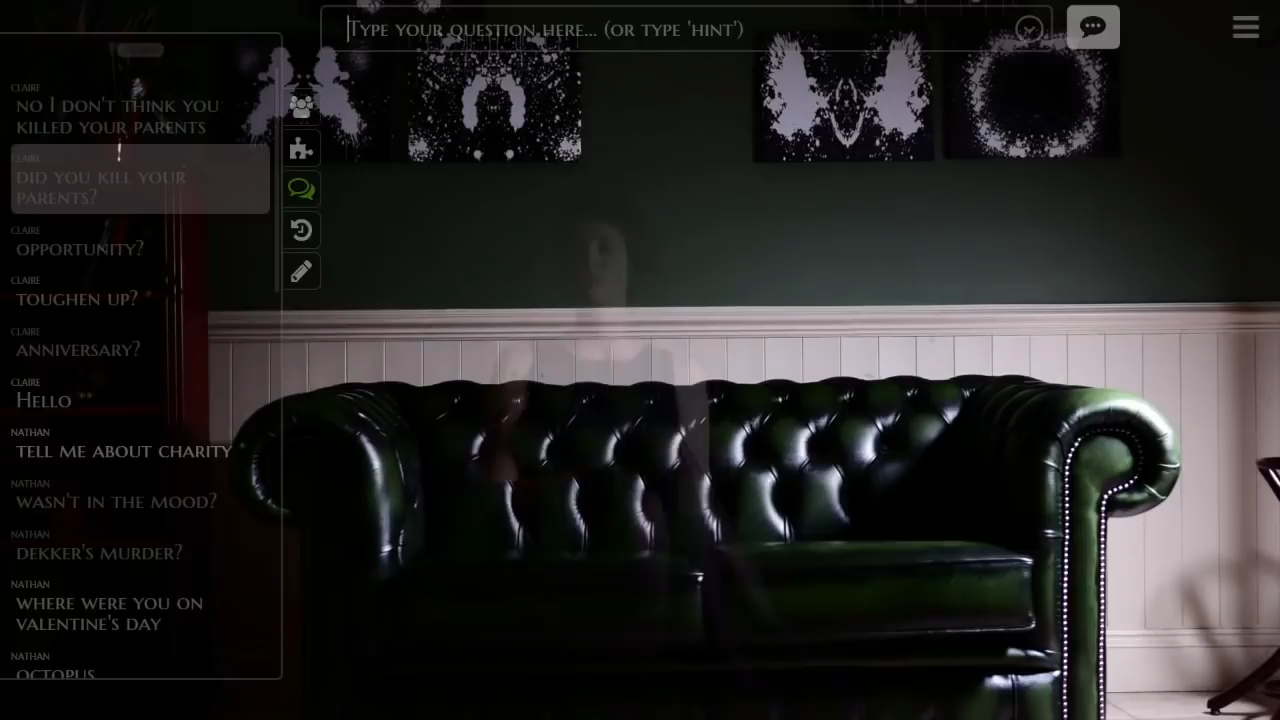 Type your question here... (or type 'hint')
CLAIRE
NO I DON'T THINK YOU
KILLED YOUR PARENTS
CLAIRE
DID YOU KILL YOUR
PARENTS?
CLAIRE
OPPORTUNITY?
CLAIRE
TOUGHEN UP?
CLAIRE
ANNIVERSARY?
CLAIRE
Hello
NATHAN
TELL ME ABOUT CHARITY
NATHAN
WASN'T IN THE MOOD?
NATHAN
DEKKER'S MURDER?
NATHAN
WHERE WERE YOU ON
VALENTINE'S DAY
NATHAN
OCTOPUS